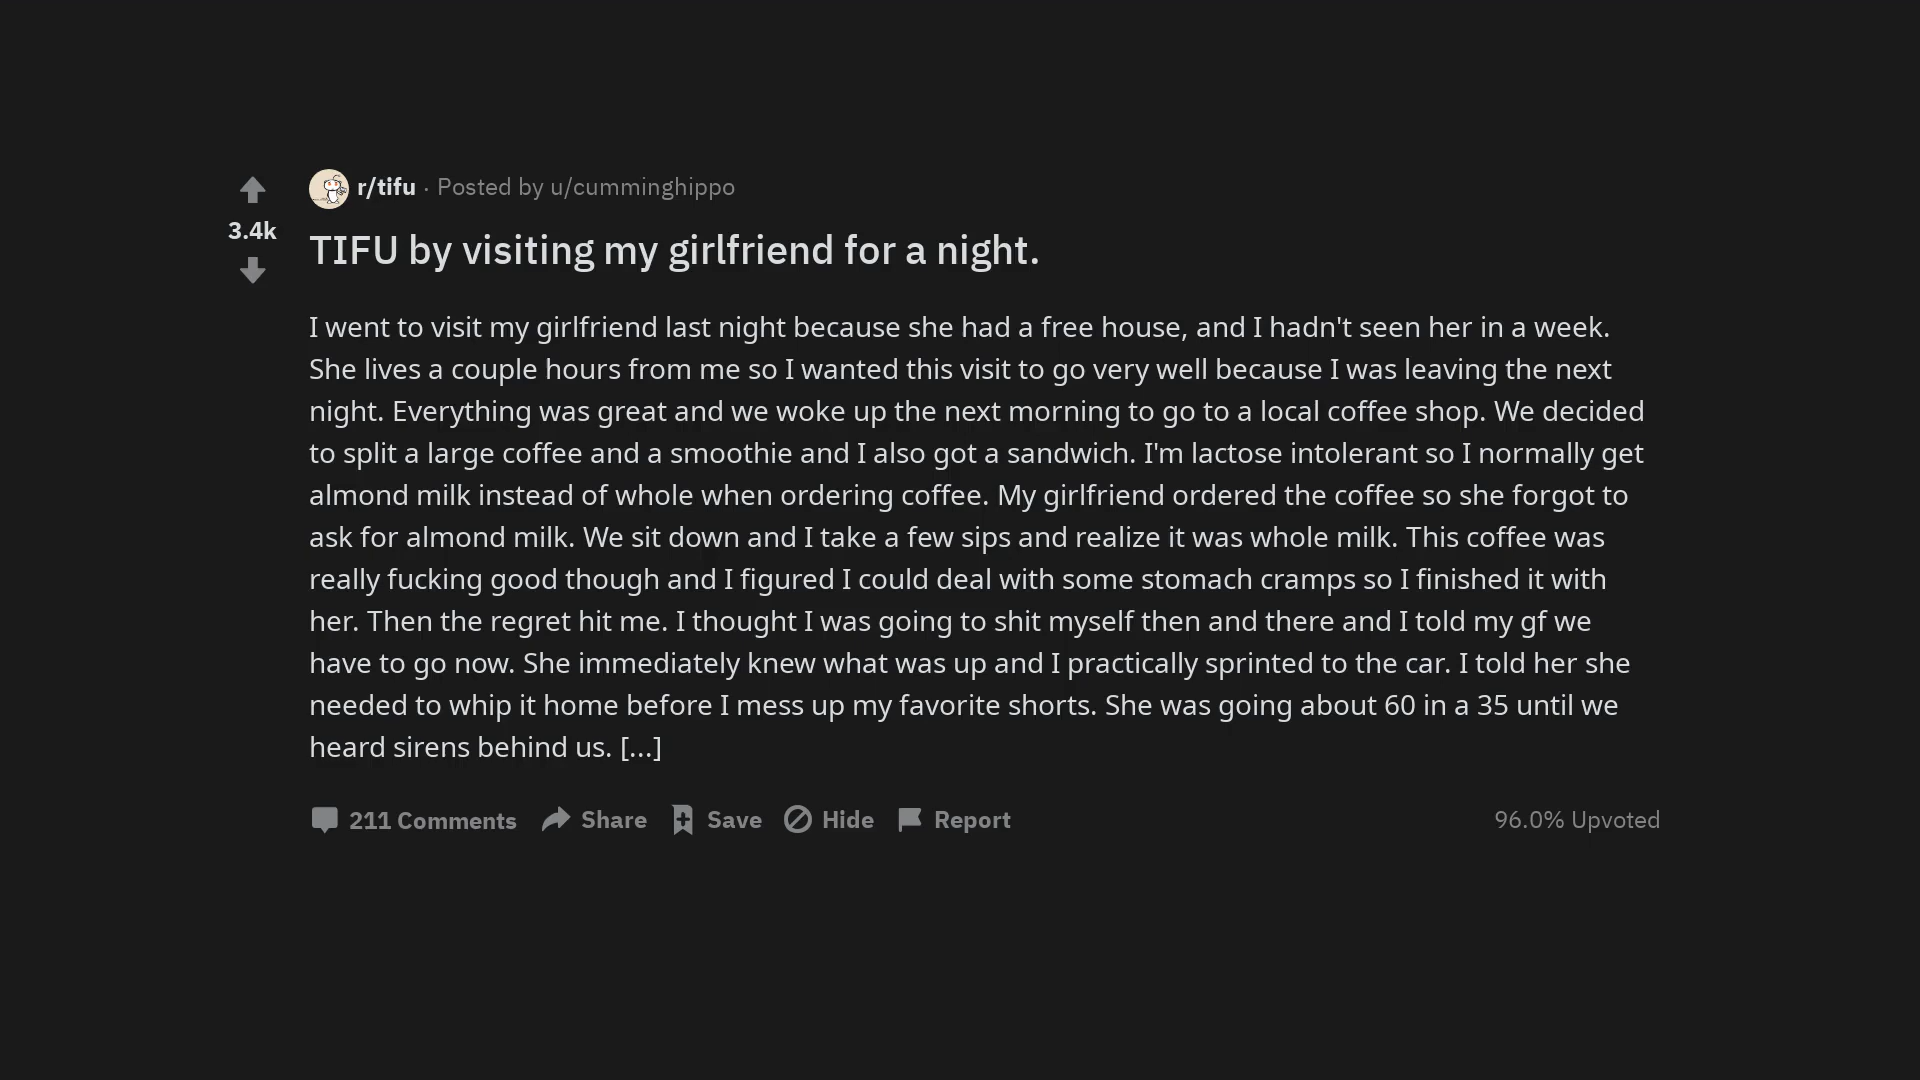 r/tifu · Posted by u/cumminghippo
3.4k
TIFU by visiting my girlfriend for a night.
I went to visit my girlfriend last night because she had a free house, and I hadn't seen her in a week.
She lives a couple hours from me so I wanted this visit to go very well because I was leaving the next
night. Everything was great and we woke up the next morning to go to a local coffee shop. We decided
to split a large coffee and a smoothie and I also got a sandwich. I'm lactose intolerant so I normally get
almond milk instead of whole when ordering coffee. My girlfriend ordered the coffee so she forgot to
ask for almond milk. We sit down and I take a few sips and realize it was whole milk. This coffee was
really fucking good though and I figured I could deal with some stomach cramps so I finished it with
her. Then the regret hit me. I thought I was going to shit myself then and there and I told my gf we
have to go now. She immediately knew what was up and I practically sprinted to the car. I told her she
needed to whip it home before I mess up my favorite shorts. She was going about 60 in a 35 until we
heard sirens behind us. [...]
211 Comments Share Save Hide Report 96.0% Upvoted